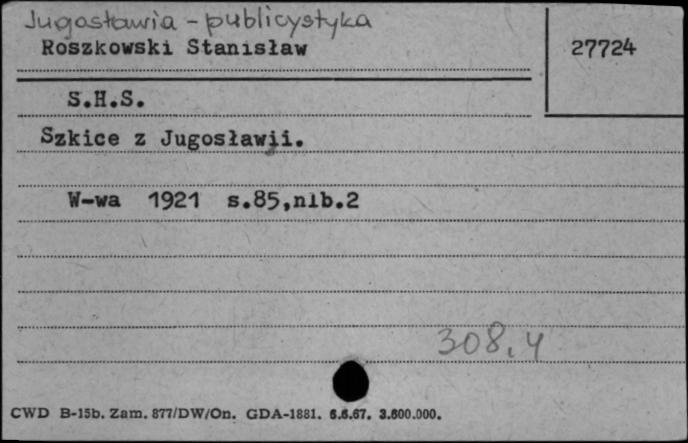 Jugosławia - publicystyka
Roszkowski Stanisław
27724
S.H.S.
Szkice z Jugosławji.
W-wa 1921 s.85,nlb.2
308.4
CWD B-15b. Zam. 877/DW/On. GDA-1881. 6.6.67. 3.600.000.